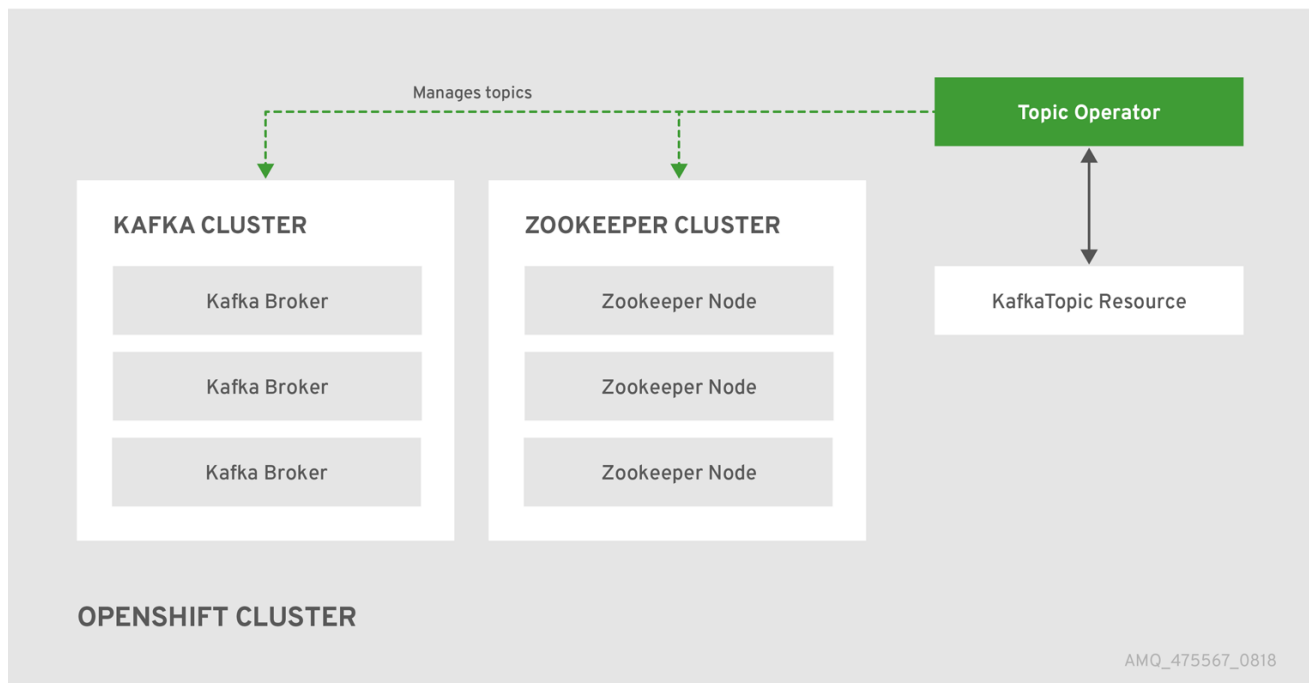 Manages topics
Topic Operator
KAFKA CLUSTER
Kafka Broker
Kafka Broker
Kafka Broker
ZOOKEEPER CLUSTER
Zookeeper Node
Zookeeper Node
Zookeeper Node
KafkaTopic Resource
OPENSHIFT CLUSTER
AMQ_475567_0818